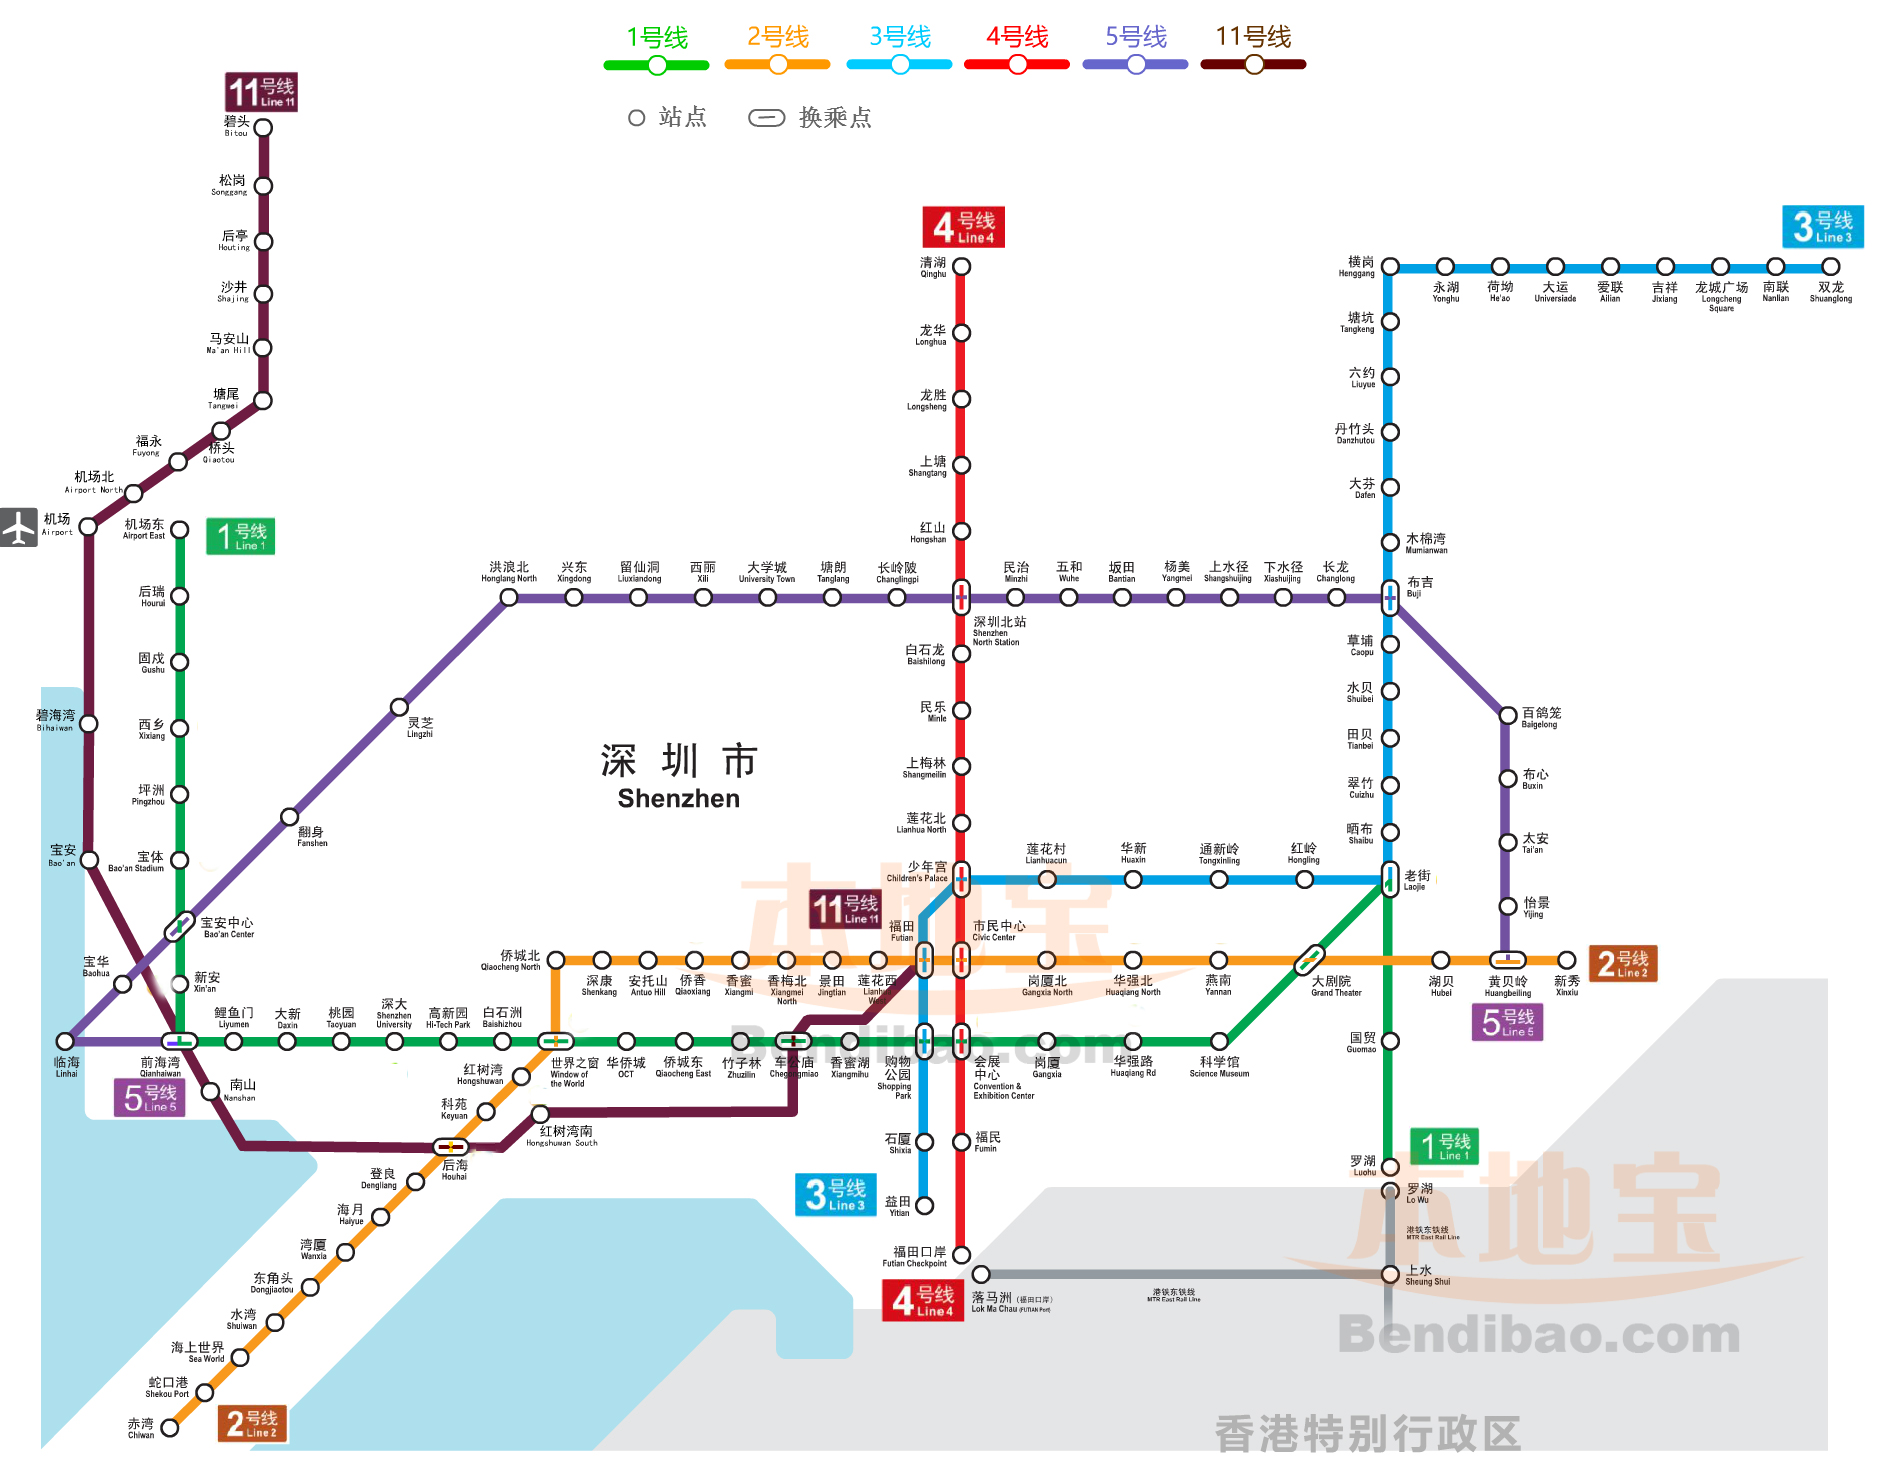 1号线
2号线
3号线
4号线
5号线
11号线
站点
换乘点
11号线
Line 11
碧头
Bitou
松岗
Songgang
后亭
Houting
沙井
Shajing
马安山
Ma'an Hill
塘尾
Tangwei
桥头
Qiaotou
福永
Fuyong
机场北
Airport North
机场
Airport
碧海湾
Bihaiwan
宝安
Bao'an
机场东
Airport East
1号线
Line 1
后瑞
Hourui
固戍
Gushu
西乡
Xixiang
坪洲
Pingzhou
宝体
Bao'an Stadium
宝安中心
Bao'an Center
宝华
Baohua
新安
Xin'an
临海
Linhai
前海湾
Qianhaiwan
5号线
Line 5
南山
Nanshan
鲤鱼门
Liyumen
大新
Daxin
桃园
Taoyuan
深大
Shenzhen
University
高新园
Hi-Tech Park
白石洲
Baishizhou
世界之窗
Window of
the World
华侨城
OCT
侨城东
Qiaocheng East
竹子林
Zhuzilin
车公庙
Chegongmiao
香蜜湖
Xiangmihu
购物
公园
Shopping
Park
会展
中心
Convention &
Exhibition Center
岗厦
Gangxia
华强路
Huaqiang Rd
科学馆
Science Museum
洪浪北
Honglang North
兴东
Xingdong
留仙洞
Liuxiandong
西丽
Xili
大学城
University Town
塘朗
Tanglang
长岭陂
Changlingpi
深圳北站
Shenzhen
North Station
民治
Minzhi
五和
Wuhe
坂田
Bantian
杨美
Yangmei
上水径
Shangshuijing
下水径
Xiashuijing
长龙
Changlong
布吉
Buji
灵芝
Lingzhi
翻身
Fanshen
深圳市
Shenzhen
4号线
Line 4
清湖
Qinghu
龙华
Longhua
龙胜
Longsheng
上塘
Shangtang
红山
Hongshan
白石龙
Baishilong
民乐
Minle
上梅林
Shangmeilin
莲花北
Lianhua North
少年宫
Children's Palace
莲花村
Lianhuacun
华新
Huaxin
通新岭
Tongxinling
红岭
Hongling
11号线
Line 11
福田
Futian
市民中心
Civic Center
3号线
Line 3
横岗
Henggang
永湖
Yonghu
荷坳
He'ao
大运
Universiade
爱联
Ailian
吉祥
Jixiang
龙城广场
Longcheng
Square
南联
Nanlian
双龙
Shuanglong
塘坑
Tangkeng
六约
Liuyue
丹竹头
Danzhutou
大芬
Dafen
木棉湾
Mumianwan
草埔
Caopu
水贝
Shuibei
田贝
Tianbei
翠竹
Cuizhu
晒布
Shaibu
老街
Laojie
百鸽笼
Baigelong
布心
Buxin
太安
Tai'an
怡景
Yijing
侨城北
Qiaocheng North
深康
Shenkang
安托山
Antuo Hill
侨香
Qiaoxiang
香蜜
Xiangmi
香梅北
Xiangmei
North
景田
Jingtian
莲花西
Lianhua
West
岗厦北
Gangxia North
华强北
Huaqiang North
燕南
Yannan
大剧院
Grand Theater
湖贝
Hubei
黄贝岭
Huangbeiling
新秀
Xinxiu
2号线
Line 2
5号线
Line 5
国贸
Guomao
红树湾
Hongshuwan
科苑
Keyuan
红树湾南
Hongshuwan South
后海
Houhai
登良
Dengliang
海月
Haiyue
湾厦
Wanxia
东角头
Dongjiaotou
水湾
Shuiwan
海上世界
Sea World
蛇口港
Shekou Port
赤湾
Chiwan
2号线
Line 2
石厦
Shixia
福民
Fumin
3号线
Line 3
益田
Yitian
福田口岸
Futian Checkpoint
4号线
Line 4
落马洲（福田口岸）
Lok Ma Chau (FUTIAN Port)
港铁东铁线
MTR East Rail Line
1号线
Line 1
罗湖
Luohu
罗湖
Lo Wu
港铁东铁线
MTR East Rail Line
上水
Sheung Shui
香港特别行政区
本地宝
Bendibao.com
本地宝
Bendibao.com